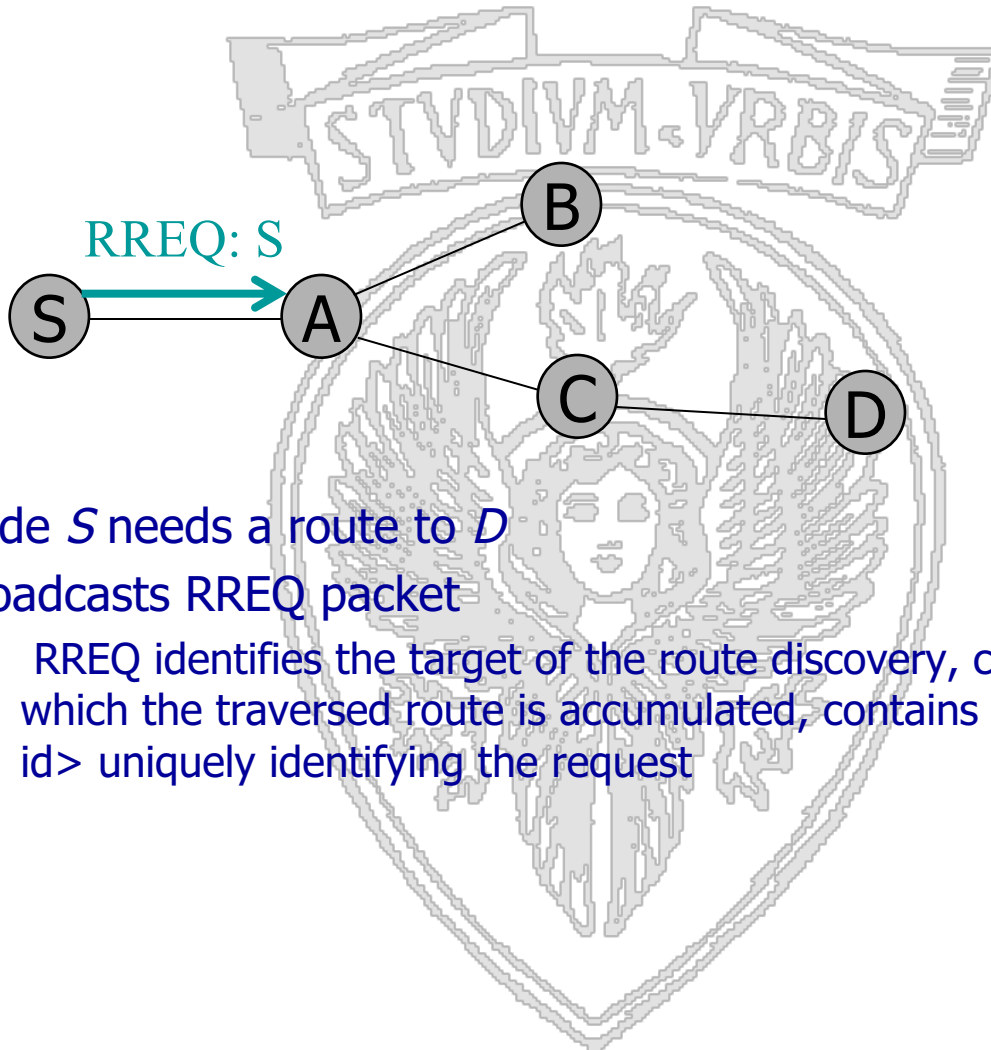 STVDIVM VRBIS
B
RREQ: S
S
A
C
D
de S needs a route to D
oadcasts RREQ packet
RREQ identifies the target of the route discovery, c
which the traversed route is accumulated, contains
id> uniquely identifying the request